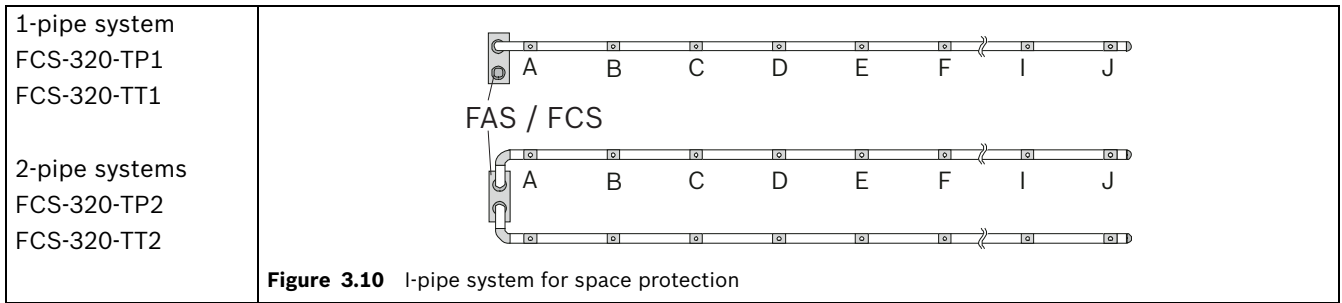 1-pipe system
FCS-320-TP1
FCS-320-TT1
2-pipe systems
FCS-320-TP2
FCS-320-TT2
A B C D E F I J
FAS / FCS
A B C D E F I J
Figure 3.10 I-pipe system for space protection